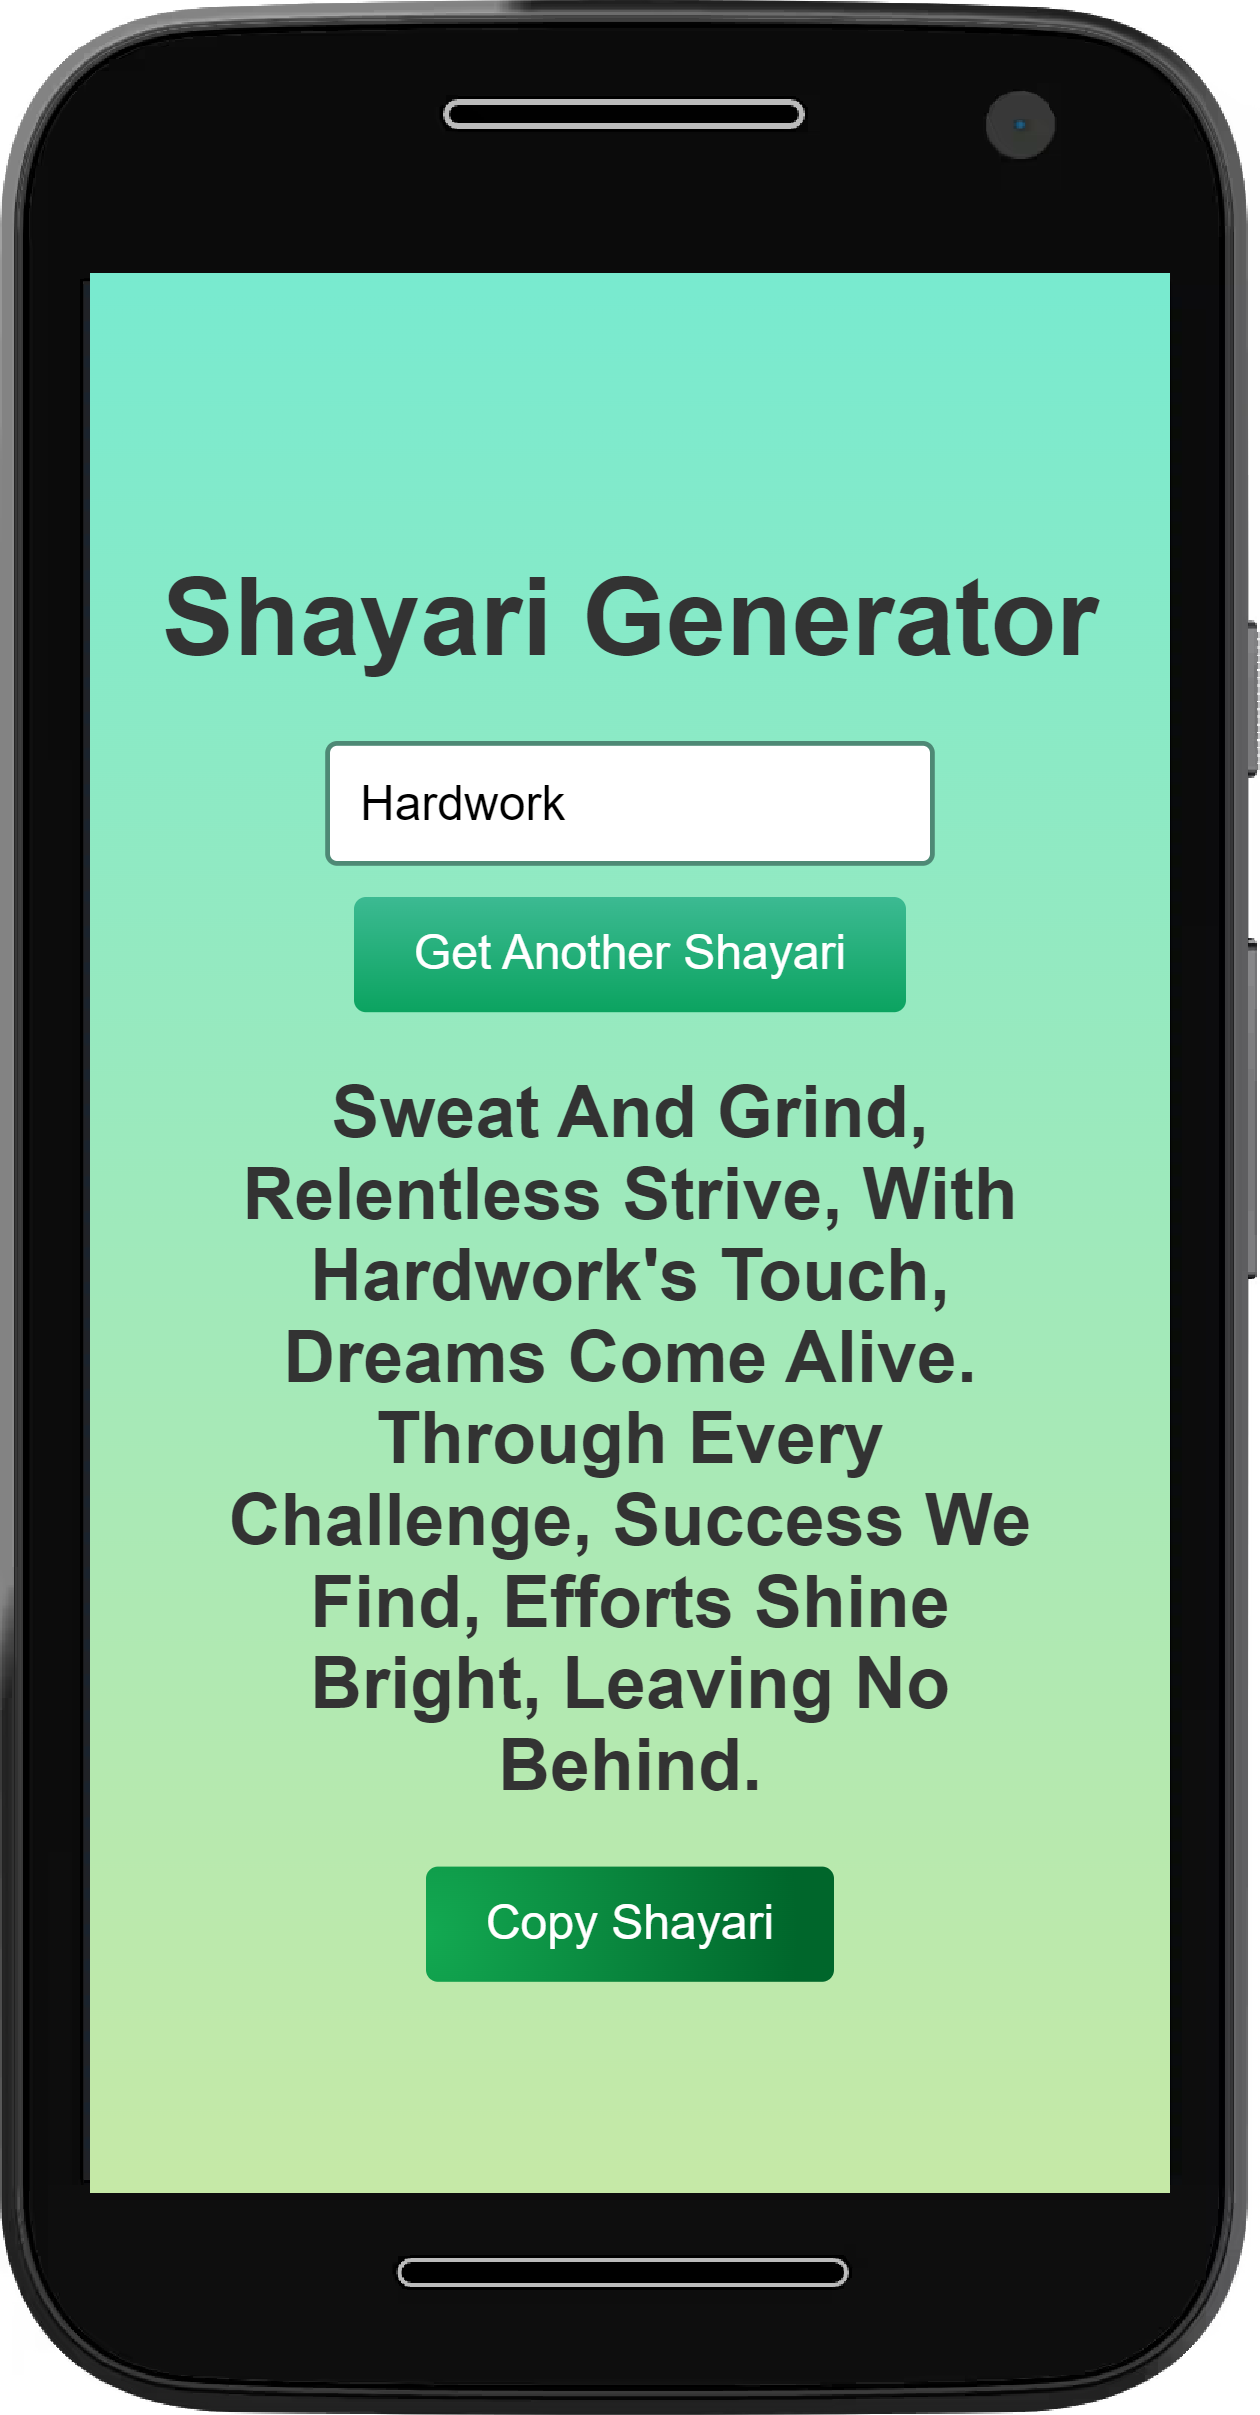 Shayari Generator
Hardwork
Get Another Shayari
Sweat And Grind,
Relentless Strive, With
Hardwork's Touch,
Dreams Come Alive.
Through Every
Challenge, Success We
Find, Efforts Shine
Bright, Leaving No
Behind.
Copy Shayari